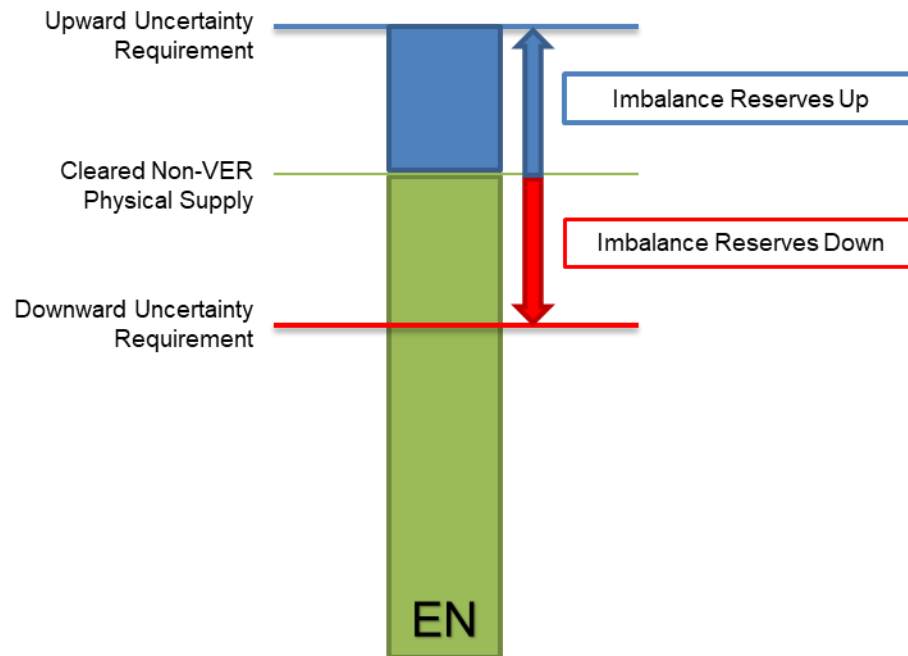 Upward Uncertainty
Requirement
Imbalance Reserves Up
Cleared Non-VER
Physical Supply
Imbalance Reserves Down
Downward Uncertainty
Requirement
EN